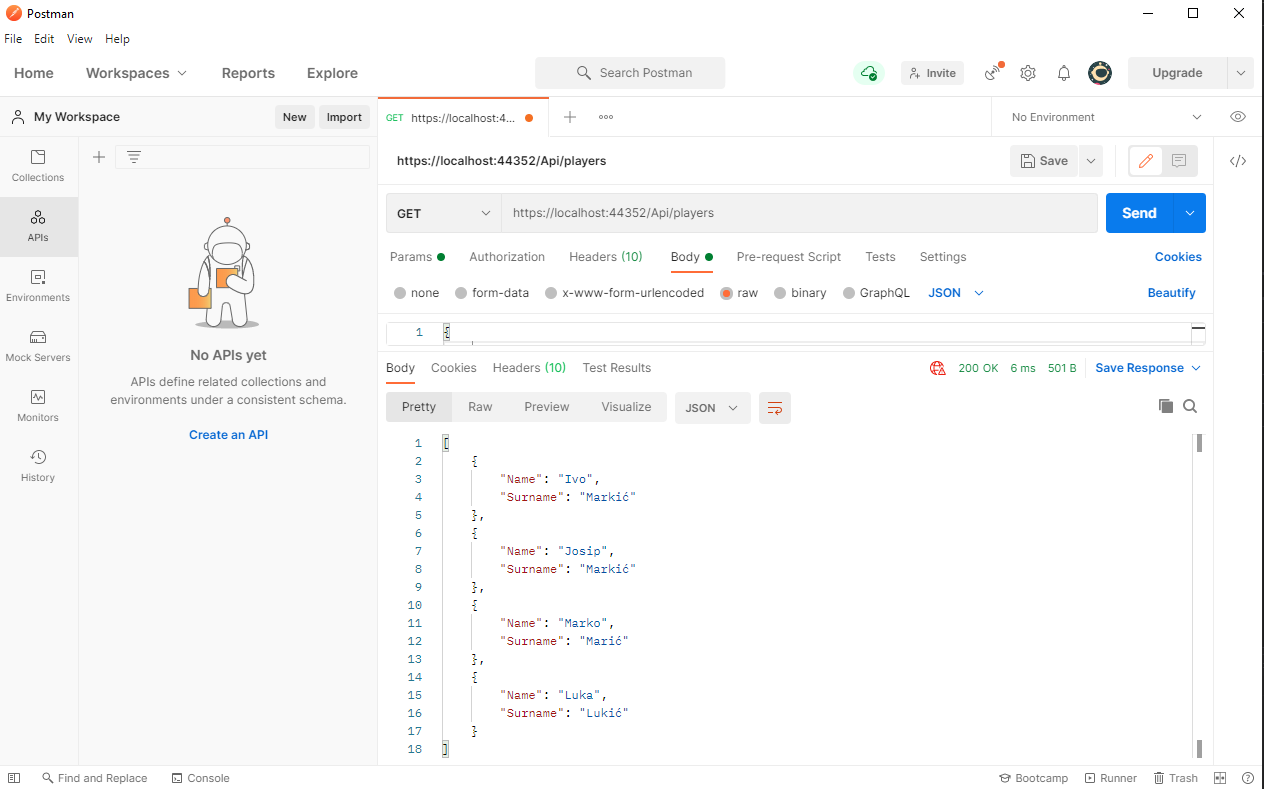 Postman
File Edit View Help
Home Workspaces Reports Explore Search Postman Invite Upgrade
My Workspace New Import GET https://localhost:4... No Environment
Collections
APIs
Environments
Mock Servers
Monitors
History
No APIs yet
APIs define related collections and
environments under a consistent schema.
Create an API
https://localhost:44352/Api/players Save </>
GET https://localhost:44352/Api/players Send
Params Authorization Headers (10) Body Pre-request Script Tests Settings Cookies
none form-data x-www-form-urlencoded raw binary GraphQL JSON Beautify
1 {
Body Cookies Headers (10) Test Results 200 OK 6 ms 501 B Save Response
Pretty Raw Preview Visualize JSON
1 [
2 {
3 "Name": "Ivo",
4 "Surname": "Markić"
5 },
6 {
7 "Name": "Josip",
8 "Surname": "Markić"
9 },
10 {
11 "Name": "Marko",
12 "Surname": "Marić"
13 },
14 {
15 "Name": "Luka",
16 "Surname": "Lukić"
17 }
18 ]
Find and Replace Console Bootcamp Runner Trash